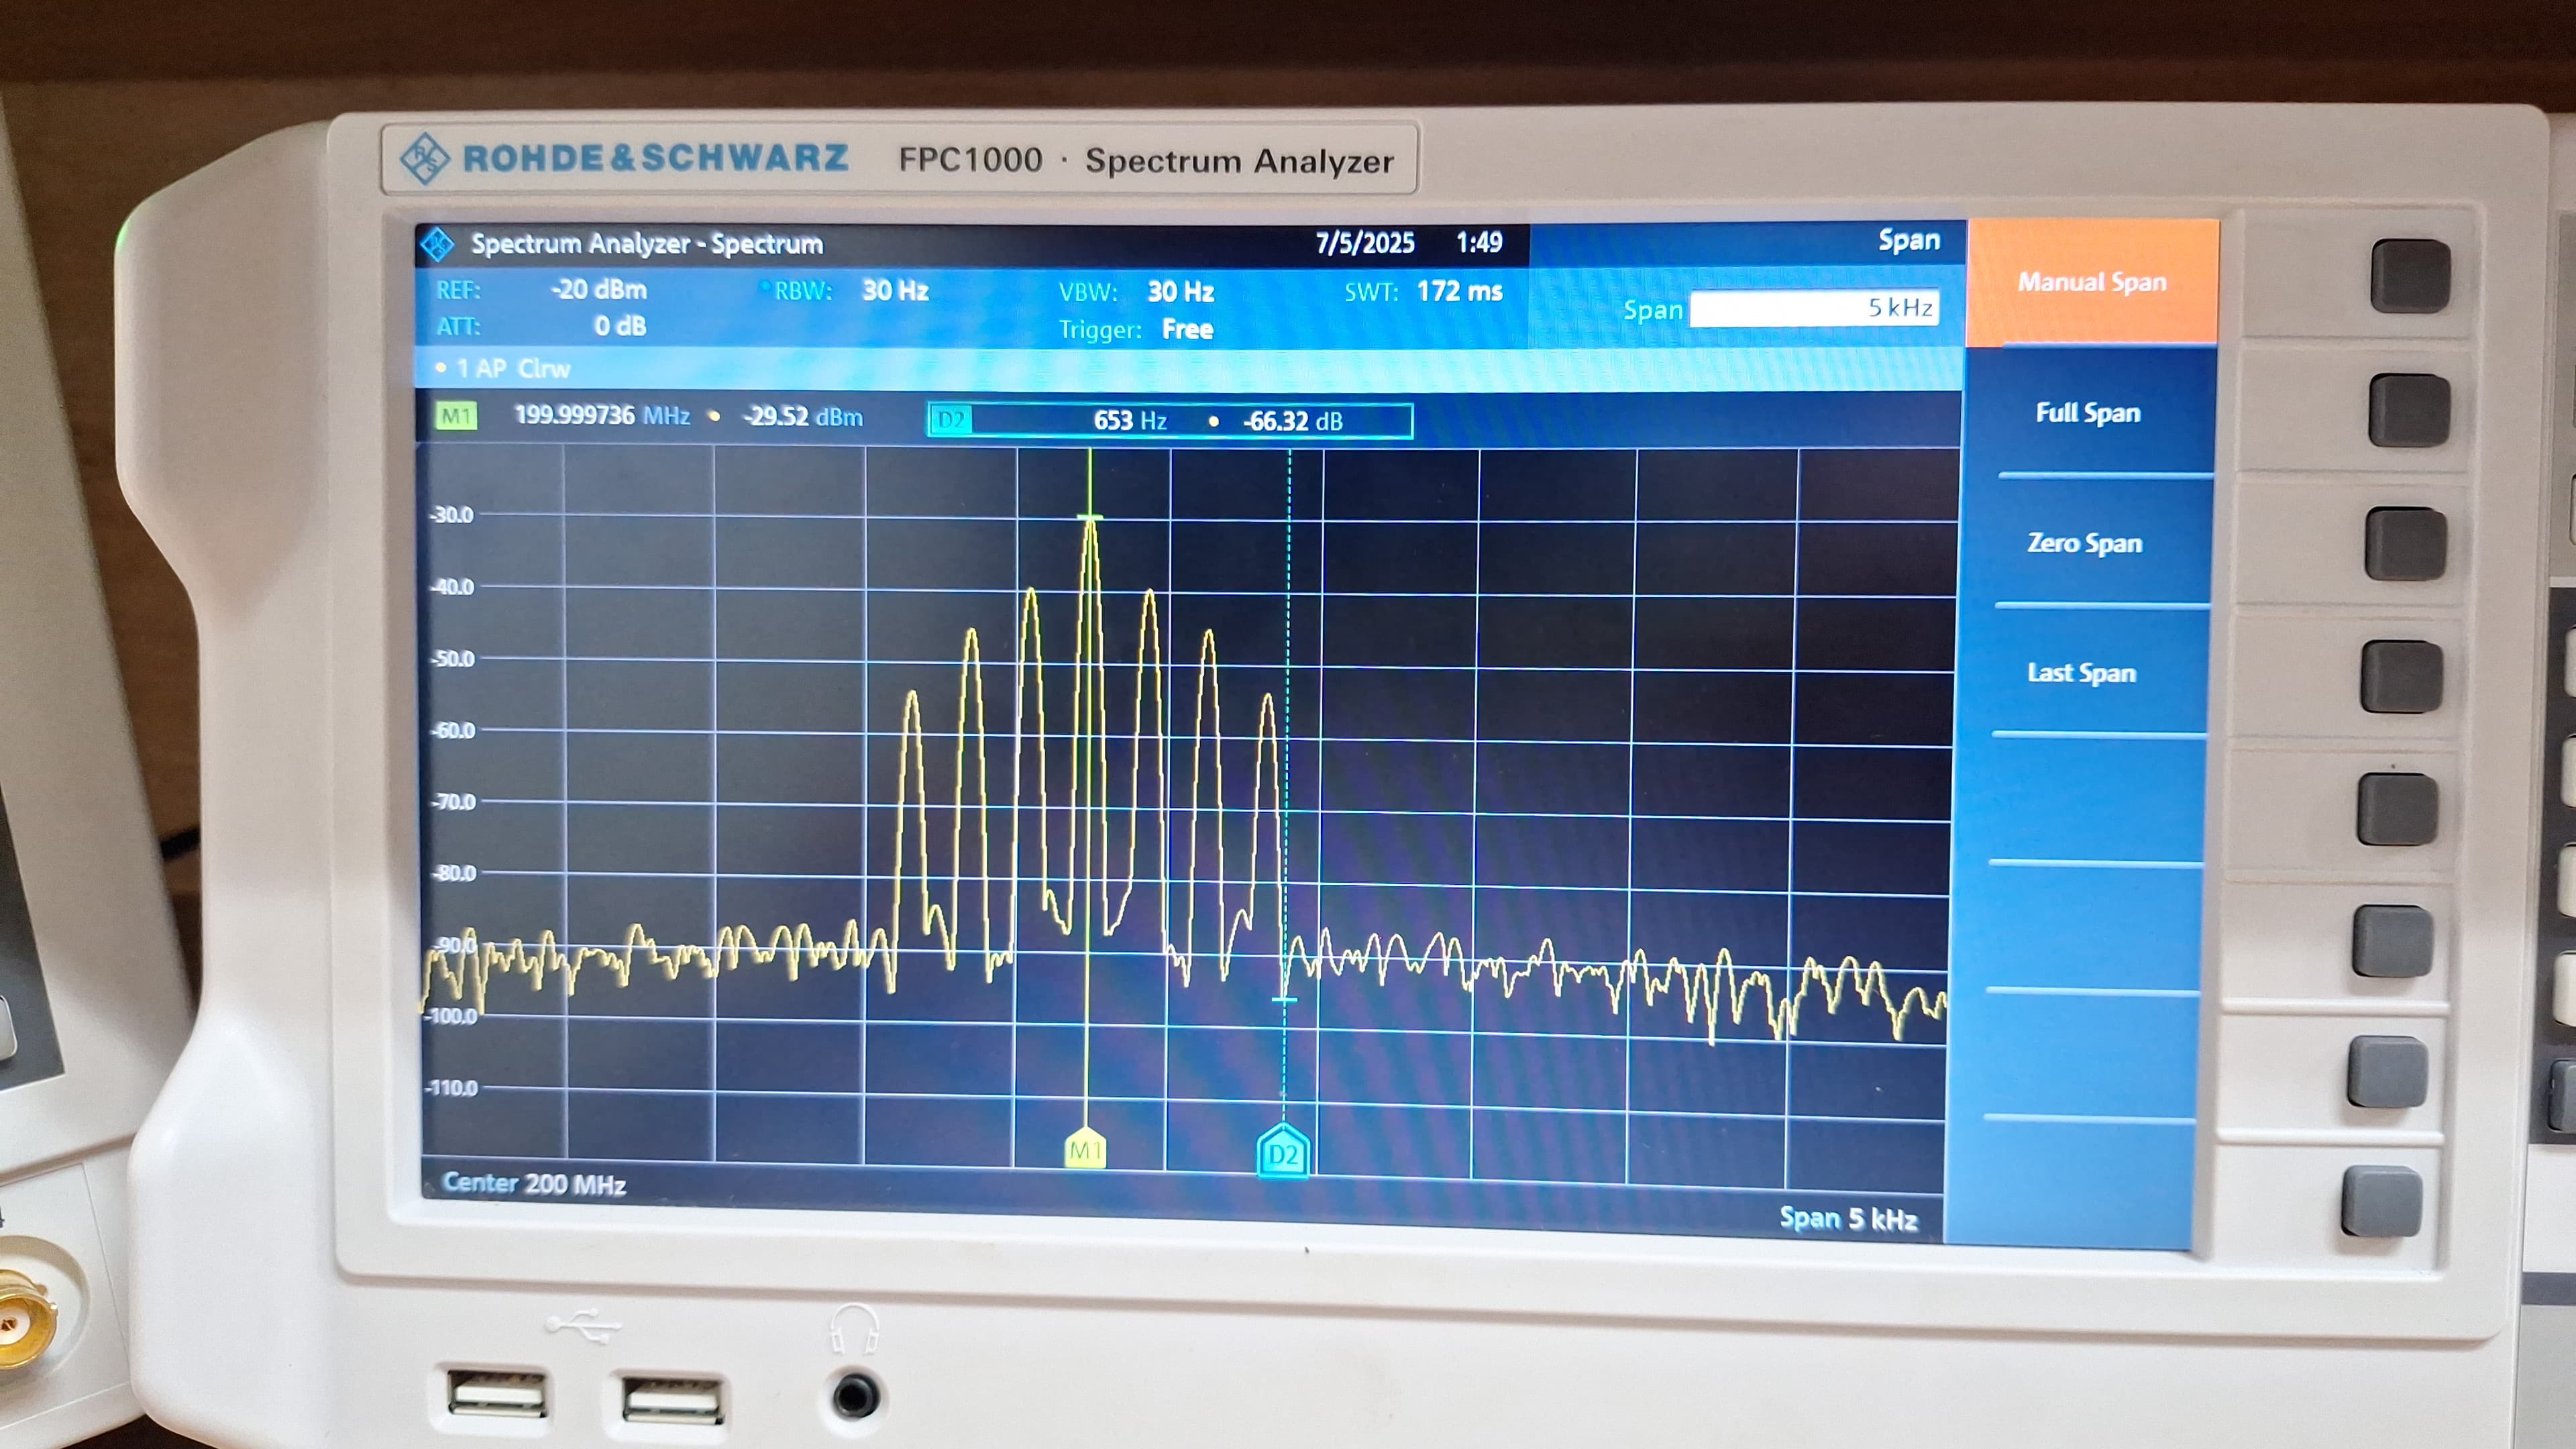 ROHDE&SCHWARZ FPC1000 · Spectrum Analyzer
Spectrum Analyzer - Spectrum 7/5/2025 1:49 Span
REF: -20 dBm RBW: 30 Hz VBW: 30 Hz SWT: 172 ms
ATT: 0 dB Trigger: Free
Span 5 kHz
1 AP Clrw
M1 199.999736 MHz • -29.52 dBm D2 653 Hz • -66.32 dB
Manual Span
Full Span
Zero Span
Last Span
-30.0
-40.0
-50.0
-60.0
-70.0
-80.0
-90.0
-100.0
-110.0
M1
D2
Center 200 MHz
Span 5 kHz